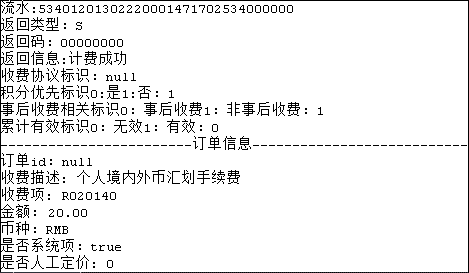 流水:53401201302220001471702534000000
返回类型: S
返回码: 00000000
返回信息:计费成功
收费协议标识: null
积分优先标识0:是1:否: 1
事后收费相关标识0: 事后收费1: 非事后收费: 1
累计有效标识0: 无效1: 有效: 0
------------------------订单信息---------------------------
订单id: null
收费描述: 个人境内外币汇划手续费
收费项: R020140
金额: 20.00
币种: RMB
是否系统项: true
是否人工定价: 0